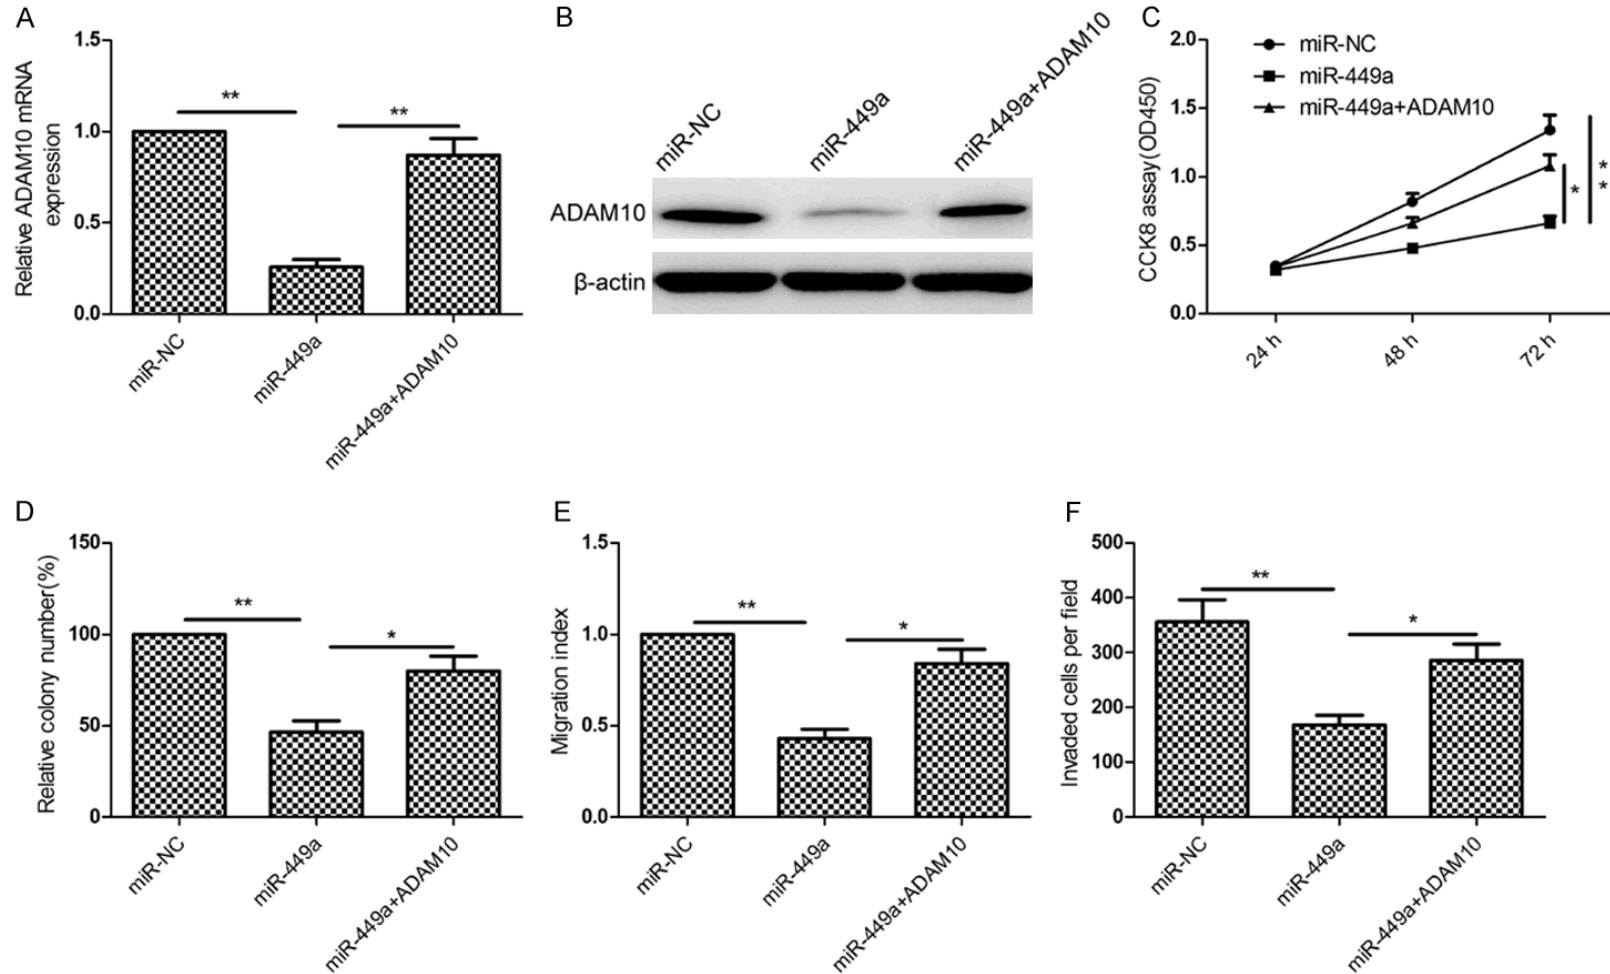 A
Relative ADAM10 mRNA
expression
1.5
1.0
0.5
0.0
**
**
miR-NC
miR-449a
miR-449a+ADAM10
B
miR-NC
miR-449a
miR-449a+ADAM10
ADAM10
β-actin
C
CCK8 assay(OD450)
2.0
1.5
1.0
0.5
0.0
miR-NC
miR-449a
miR-449a+ADAM10
*
**
24 h
48 h
72 h
D
Relative colony number(%)
150
100
50
0
**
*
miR-NC
miR-449a
miR-449a+ADAM10
E
Migration index
1.5
1.0
0.5
0.0
**
*
miR-NC
miR-449a
miR-449a+ADAM10
F
Invaded cells per field
500
400
300
200
100
0
**
*
miR-NC
miR-449a
miR-449a+ADAM10